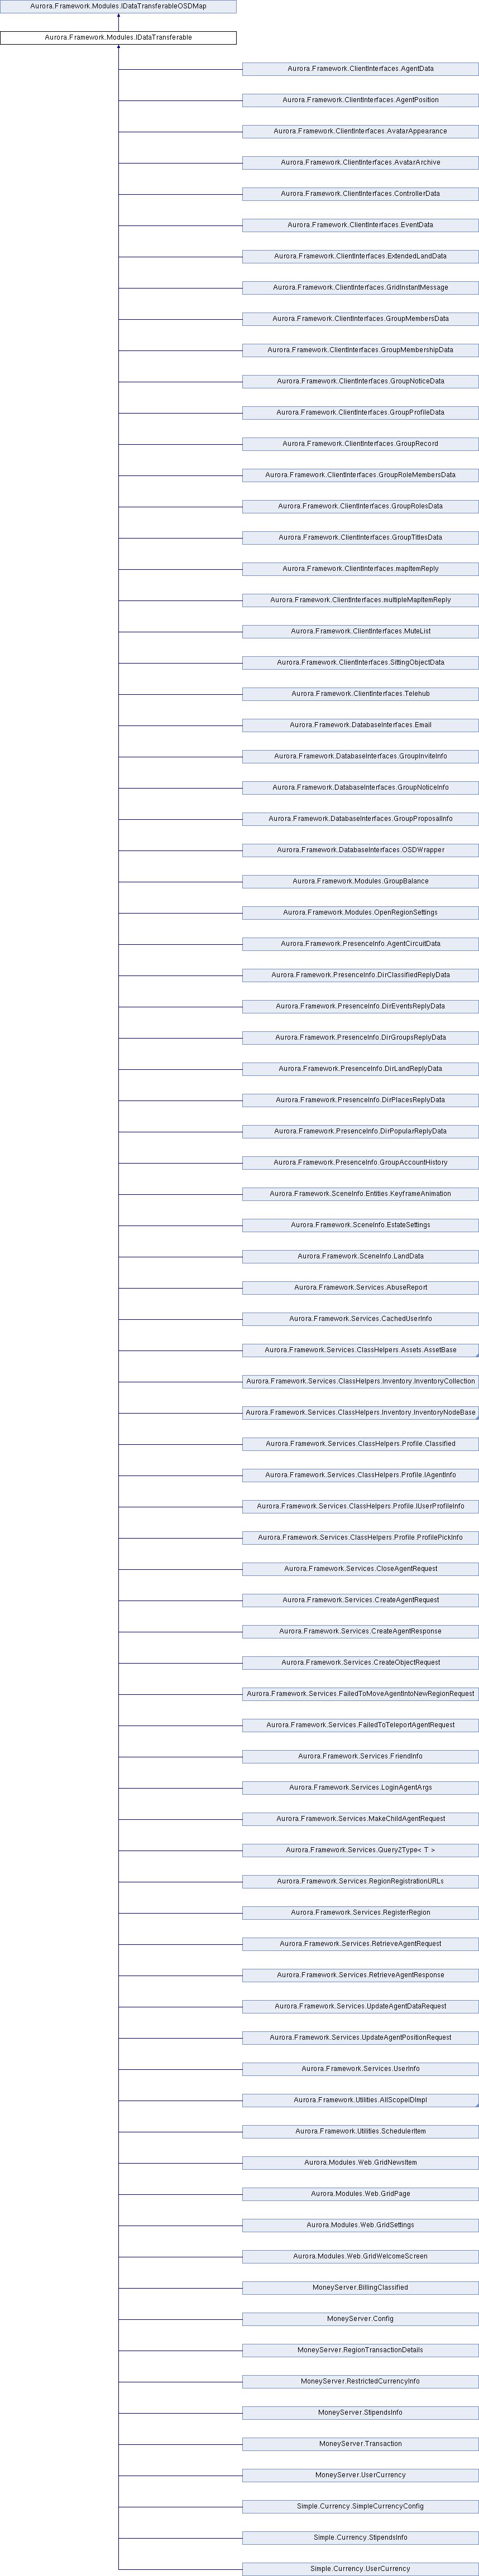 Aurora.Framework.Modules.IDataTransferableOSDMap
Aurora.Framework.Modules.IDataTransferable
Aurora.Framework.ClientInterfaces.AgentData
Aurora.Framework.ClientInterfaces.AgentPosition
Aurora.Framework.ClientInterfaces.AvatarAppearance
Aurora.Framework.ClientInterfaces.AvatarArchive
Aurora.Framework.ClientInterfaces.ControllerData
Aurora.Framework.ClientInterfaces.EventData
Aurora.Framework.ClientInterfaces.ExtendedLandData
Aurora.Framework.ClientInterfaces.GridInstantMessage
Aurora.Framework.ClientInterfaces.GroupMembersData
Aurora.Framework.ClientInterfaces.GroupMembershipData
Aurora.Framework.ClientInterfaces.GroupNoticeData
Aurora.Framework.ClientInterfaces.GroupProfileData
Aurora.Framework.ClientInterfaces.GroupRecord
Aurora.Framework.ClientInterfaces.GroupRoleMembersData
Aurora.Framework.ClientInterfaces.GroupRolesData
Aurora.Framework.ClientInterfaces.GroupTitlesData
Aurora.Framework.ClientInterfaces.mapItemReply
Aurora.Framework.ClientInterfaces.multipleMapItemReply
Aurora.Framework.ClientInterfaces.MuteList
Aurora.Framework.ClientInterfaces.SittingObjectData
Aurora.Framework.ClientInterfaces.Telehub
Aurora.Framework.DatabaseInterfaces.Email
Aurora.Framework.DatabaseInterfaces.GroupInviteInfo
Aurora.Framework.DatabaseInterfaces.GroupNoticeInfo
Aurora.Framework.DatabaseInterfaces.GroupProposalInfo
Aurora.Framework.DatabaseInterfaces.OSDWrapper
Aurora.Framework.Modules.GroupBalance
Aurora.Framework.Modules.OpenRegionSettings
Aurora.Framework.PresenceInfo.AgentCircuitData
Aurora.Framework.PresenceInfo.DirClassifiedReplyData
Aurora.Framework.PresenceInfo.DirEventsReplyData
Aurora.Framework.PresenceInfo.DirGroupsReplyData
Aurora.Framework.PresenceInfo.DirLandReplyData
Aurora.Framework.PresenceInfo.DirPlacesReplyData
Aurora.Framework.PresenceInfo.DirPopularReplyData
Aurora.Framework.PresenceInfo.GroupAccountHistory
Aurora.Framework.SceneInfo.Entities.KeyframeAnimation
Aurora.Framework.SceneInfo.EstateSettings
Aurora.Framework.SceneInfo.LandData
Aurora.Framework.Services.AbuseReport
Aurora.Framework.Services.CachedUserInfo
Aurora.Framework.Services.ClassHelpers.Assets.AssetBase
Aurora.Framework.Services.ClassHelpers.Inventory.InventoryCollection
Aurora.Framework.Services.ClassHelpers.Inventory.InventoryNodeBase
Aurora.Framework.Services.ClassHelpers.Profile.Classified
Aurora.Framework.Services.ClassHelpers.Profile.IAgentInfo
Aurora.Framework.Services.ClassHelpers.Profile.IUserProfileInfo
Aurora.Framework.Services.ClassHelpers.Profile.ProfilePickInfo
Aurora.Framework.Services.CloseAgentRequest
Aurora.Framework.Services.CreateAgentRequest
Aurora.Framework.Services.CreateAgentResponse
Aurora.Framework.Services.CreateObjectRequest
Aurora.Framework.Services.FailedToMoveAgentIntoNewRegionRequest
Aurora.Framework.Services.FailedToTeleportAgentRequest
Aurora.Framework.Services.FriendInfo
Aurora.Framework.Services.LoginAgentArgs
Aurora.Framework.Services.MakeChildAgentRequest
Aurora.Framework.Services.Query2Type< T >
Aurora.Framework.Services.RegionRegistrationURLs
Aurora.Framework.Services.RegisterRegion
Aurora.Framework.Services.RetrieveAgentRequest
Aurora.Framework.Services.RetrieveAgentResponse
Aurora.Framework.Services.UpdateAgentDataRequest
Aurora.Framework.Services.UpdateAgentPositionRequest
Aurora.Framework.Services.UserInfo
Aurora.Framework.Utilities.AllScopeIDImpl
Aurora.Framework.Utilities.SchedulerItem
Aurora.Modules.Web.GridNewsItem
Aurora.Modules.Web.GridPage
Aurora.Modules.Web.GridSettings
Aurora.Modules.Web.GridWelcomeScreen
MoneyServer.BillingClassified
MoneyServer.Config
MoneyServer.RegionTransactionDetails
MoneyServer.RestrictedCurrencyInfo
MoneyServer.StipendsInfo
MoneyServer.Transaction
MoneyServer.UserCurrency
Simple.Currency.SimpleCurrencyConfig
Simple.Currency.StipendsInfo
Simple.Currency.UserCurrency